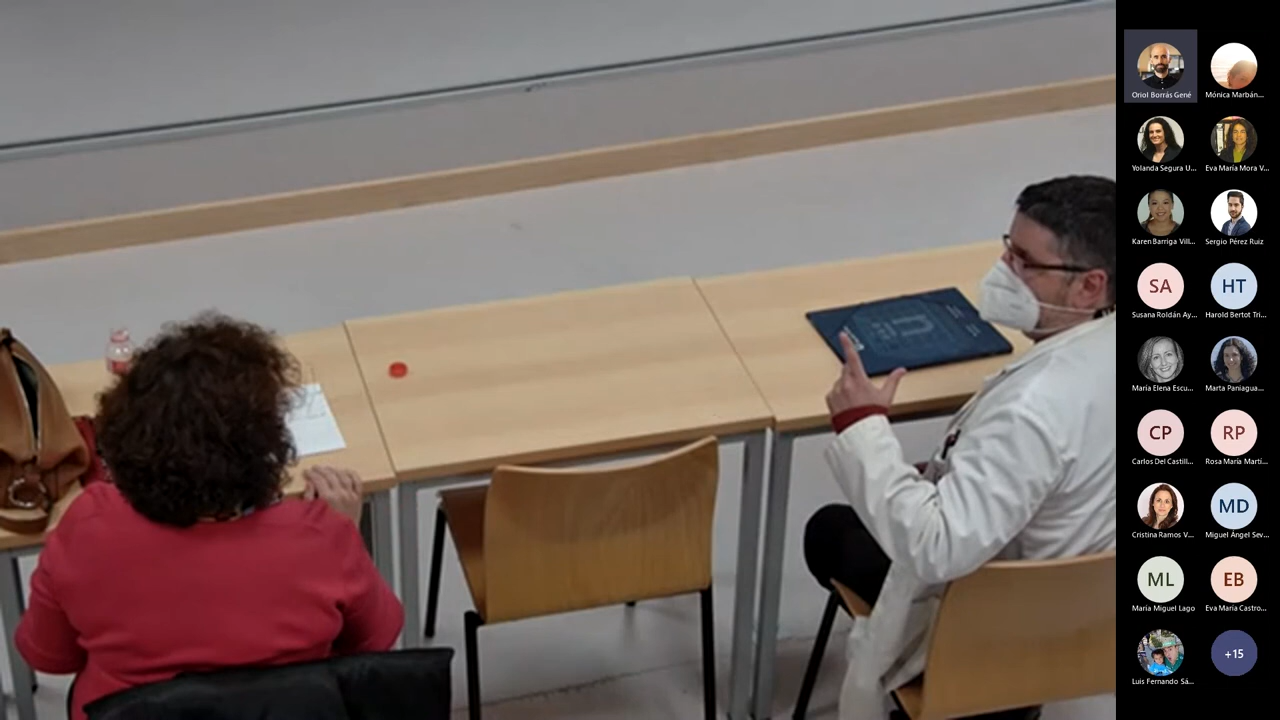 Oriol Borrás Gené
Mónica Marbán...
Yolanda Segura U...
Eva María Mora V...
Karen Barriga Vill...
Sergio Pérez Ruiz
SA
HT
Susana Roldán Ay...
Harold Bertot Tri...
María Elena Escu...
Marta Paniagua...
CP
RP
Carlos Del Castill...
Rosa María Martí...
MD
Cristina Ramos V...
Miguel Ángel Sev...
ML
EB
María Miguel Lago
Eva María Castro...
+15
Luis Fernando Sá...